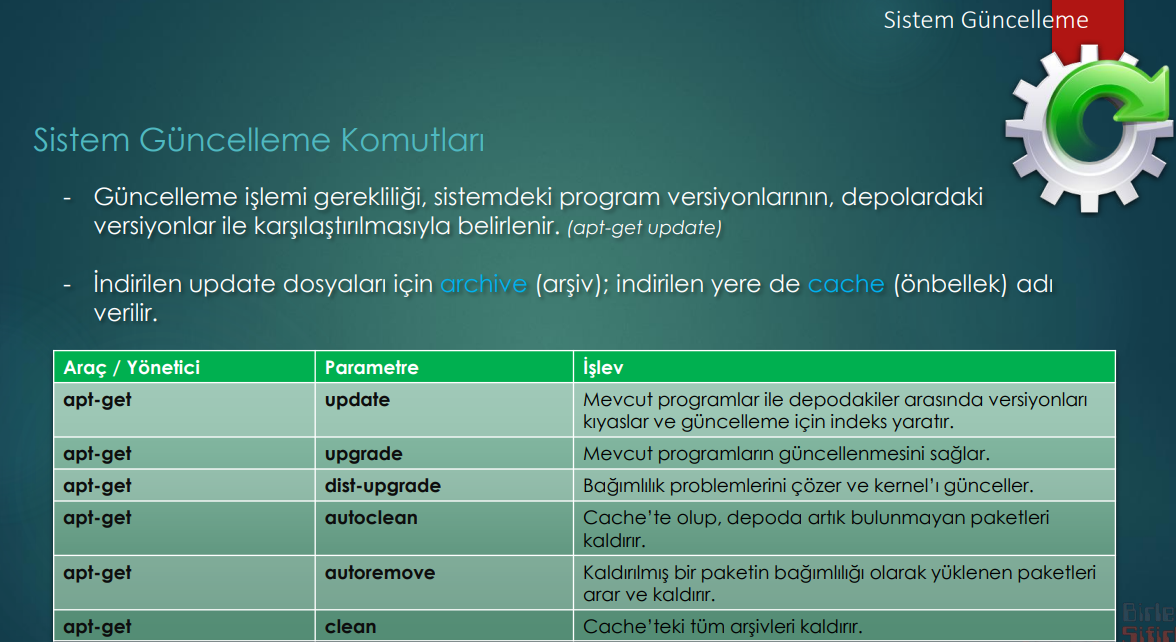 Sistem Güncelleme
Sistem Güncelleme Komutları
- Güncelleme işlemi gerekliliği, sistemdeki program versiyonlarının, depolardaki
versiyonlar ile karşılaştırılmasıyla belirlenir. (apt-get update)
- İndirilen update dosyaları için archive (arşiv); indirilen yere de cache (önbellek) adı
verilir.
Araç / Yönetici Parametre İşlev
apt-get update Mevcut programlar ile depodakiler arasında versiyonları
kıyaslar ve güncelleme için indeks yaratır.
apt-get upgrade Mevcut programların güncellenmesini sağlar.
apt-get dist-upgrade Bağımlılık problemlerini çözer ve kernel'ı günceller.
apt-get autoclean Cache'te olup, depoda artık bulunmayan paketleri
kaldırır.
apt-get autoremove Kaldırılmış bir paketin bağımlılığı olarak yüklenen paketleri
arar ve kaldırır.
apt-get clean Cache'teki tüm arşivleri kaldırır.